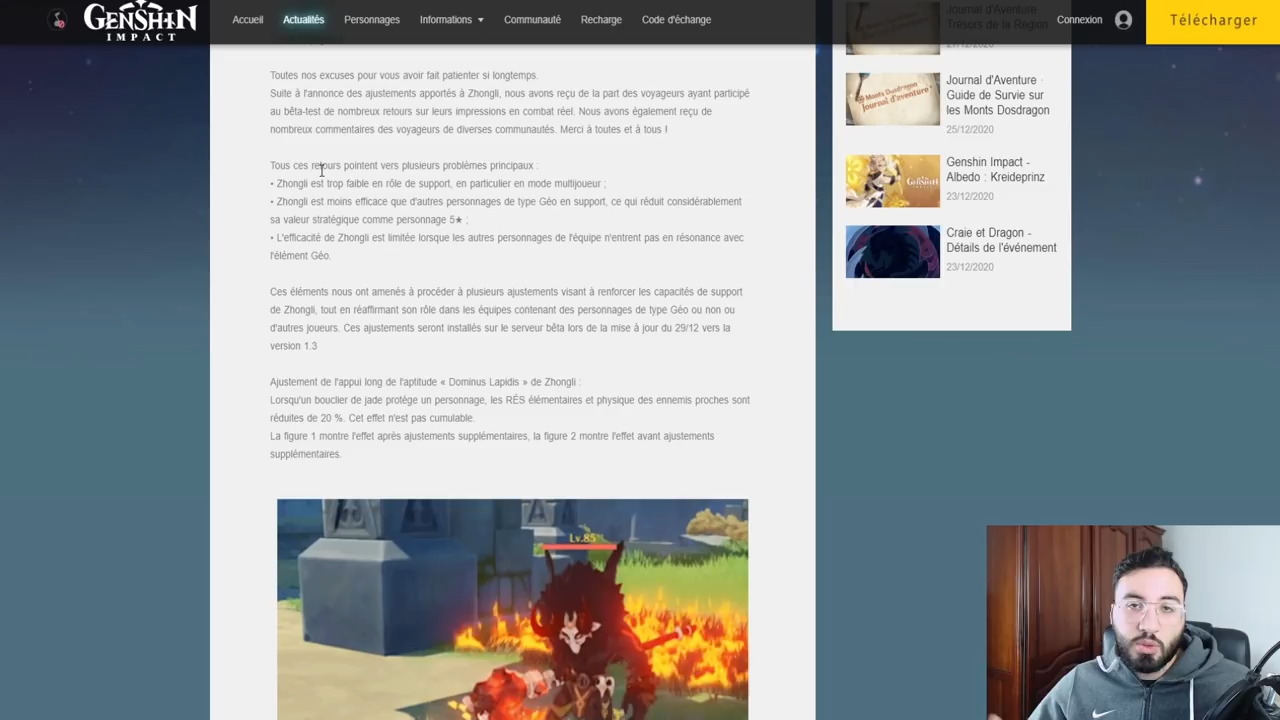 GENSHIN
IMPACT
Accueil
Actualités
Personnages
Informations
Communauté
Recharge
Code d'échange
Connexion
Télécharger
Toutes nos excuses pour vous avoir fait patienter si longtemps.
Suite à l'annonce des ajustements apportés à Zhongli, nous avons reçu de la part des voyageurs ayant participé
au bêta-test de nombreux retours sur leurs impressions en combat réel. Nous avons également reçu de
nombreux commentaires des voyageurs de diverses communautés. Merci à toutes et à tous !
Tous ces retours pointent vers plusieurs problèmes principaux :
• Zhongli est trop faible en rôle de support, en particulier en mode multijoueur ;
• Zhongli est moins efficace que d'autres personnages de type Géo en support, ce qui réduit considérablement
sa valeur stratégique comme personnage 5★ ;
• L'efficacité de Zhongli est limitée lorsque les autres personnages de l'équipe n'entrent pas en résonance avec
l'élément Géo.
Ces éléments nous ont amenés à procéder à plusieurs ajustements visant à renforcer les capacités de support
de Zhongli, tout en réaffirmant son rôle dans les équipes contenant des personnages de type Géo ou non ou
d'autres joueurs. Ces ajustements seront installés sur le serveur bêta lors de la mise à jour du 29/12 vers la
version 1.3
Ajustement de l'appui long de l'aptitude « Dominus Lapidis » de Zhongli :
Lorsqu'un bouclier de jade protège un personnage, les RÉS élémentaires et physique des ennemis proches sont
réduites de 20 %. Cet effet n'est pas cumulable.
La figure 1 montre l'effet après ajustements supplémentaires, la figure 2 montre l'effet avant ajustements
supplémentaires.
Lv.85
Journal d'Aventure
Trésors de la Région
27/12/2020
Monts Dosdragon
Journal d'aventure
Journal d'Aventure ·
Guide de Survie sur
les Monts Dosdragon
25/12/2020
GENSHIN
Genshin Impact -
Albedo : Kreideprinz
23/12/2020
Craie et Dragon -
Détails de l'événement
23/12/2020